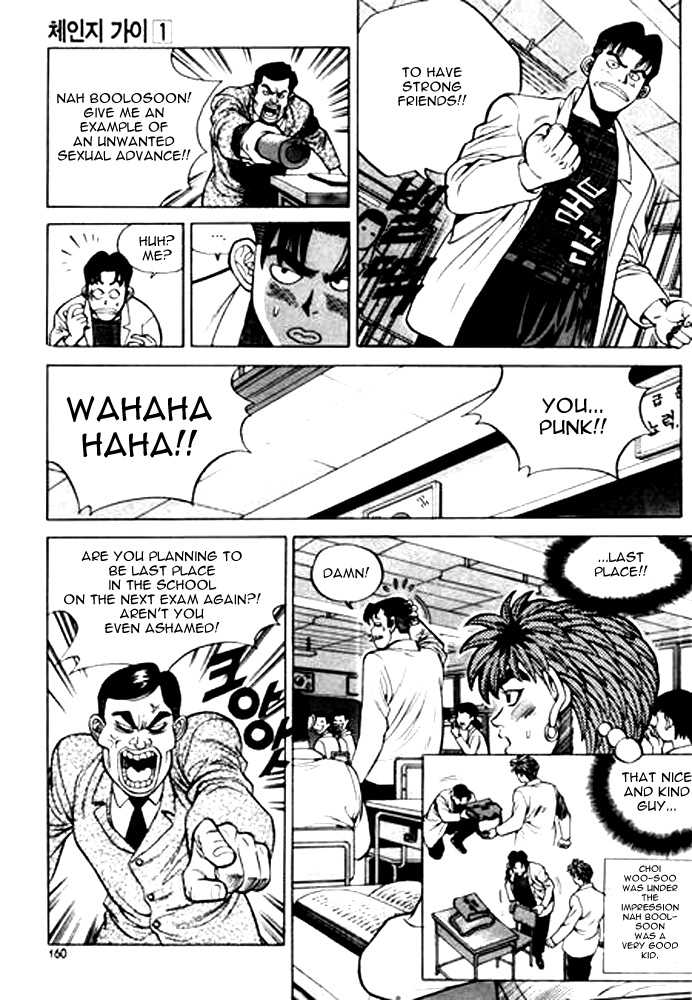 체인지 가이 1
NAH BOOLOSOON!
GIVE ME AN
EXAMPLE OF
AN UNWANTED
SEXUAL ADVANCE!!
HUH?
ME?
TO HAVE
STRONG
FRIENDS!!
WAHAHA
HAHA!!
YOU...
PUNK!!
ARE YOU PLANNING TO
BE LAST PLACE
IN THE SCHOOL
ON THE NEXT EXAM AGAIN?!
AREN'T YOU
EVEN ASHAMED!
크아앙
DAMN!
...LAST
PLACE!!
THAT NICE
AND KIND
GUY...
CHOI
WOO-SOO
WAS UNDER
THE
IMPRESSION
NAH BOOL-
SOON
WAS A
VERY GOOD
KID.
160